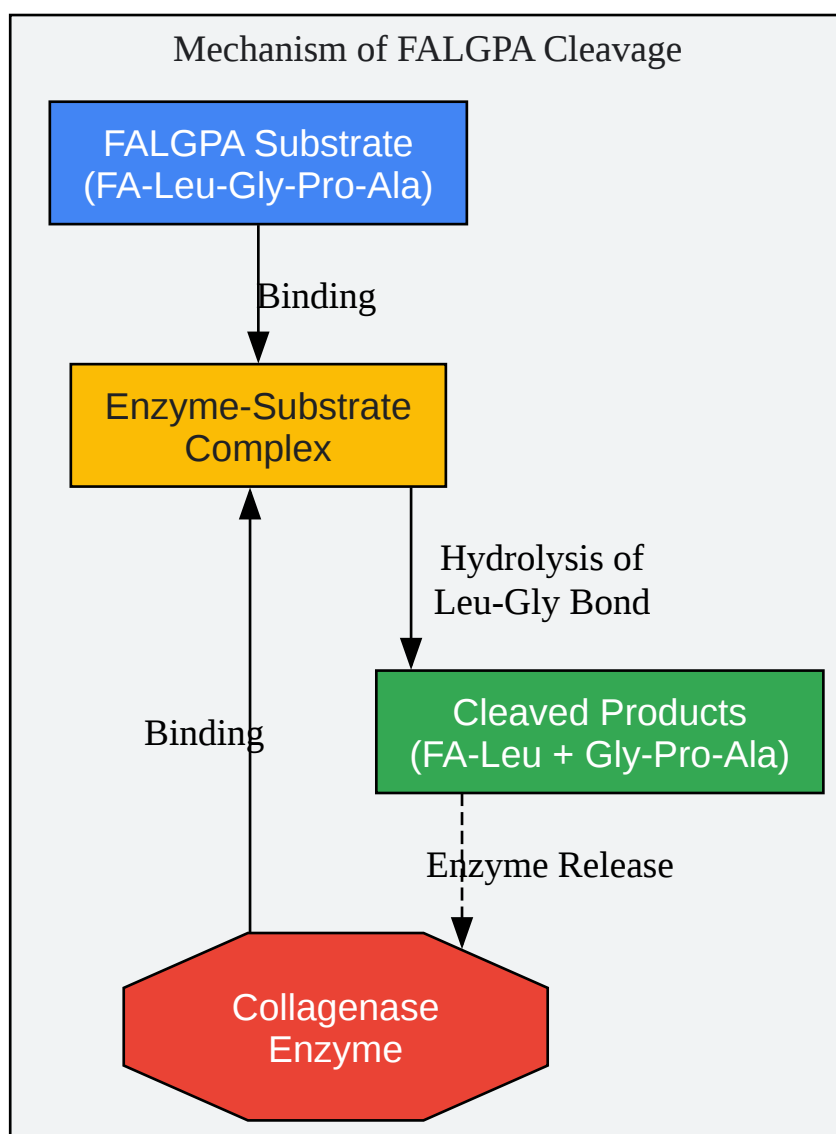 Mechanism of FALGPA Cleavage
FALGPA Substrate
(FA-Leu-Gly-Pro-Ala)
Binding
Enzyme-Substrate
Complex
Hydrolysis of
Leu-Gly Bond
Cleaved Products
(FA-Leu + Gly-Pro-Ala)
Binding
Enzyme Release
Collagenase
Enzyme